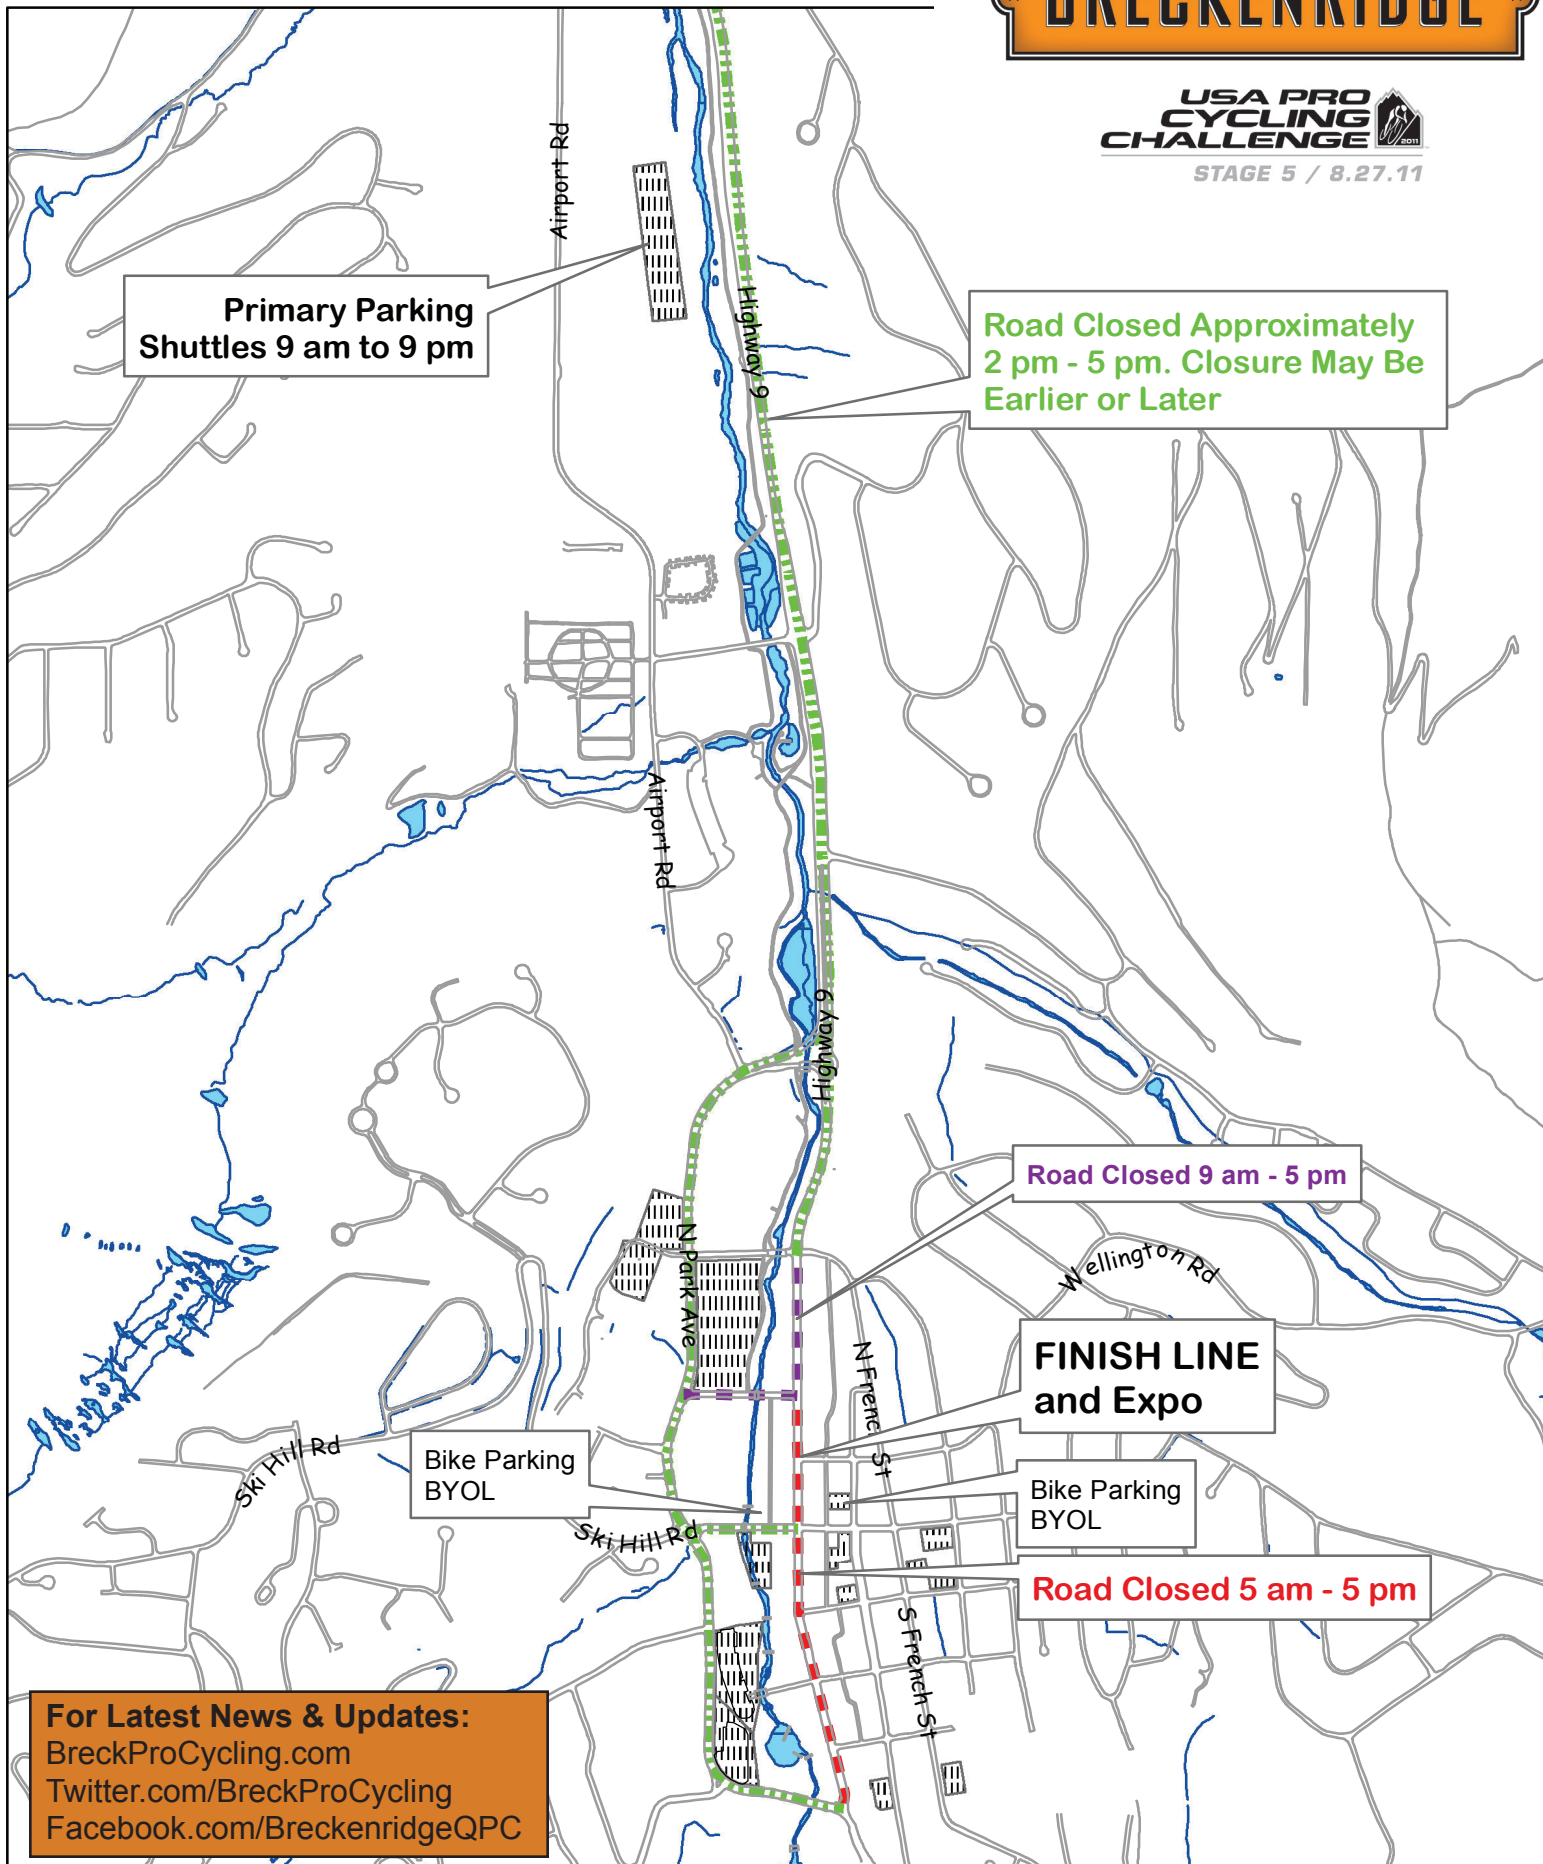 BRECKENRIDGE
USA PRO
CYCLING
CHALLENGE
2011
STAGE 5 / 8.27.11
Airport Rd
Primary Parking
Shuttles 9 am to 9 pm
Highway 9
Road Closed Approximately
2 pm - 5 pm. Closure May Be
Earlier or Later
Airport Rd
Highway 9
Road Closed 9 am - 5 pm
N Park Ave
Wellington Rd
FINISH LINE
and Expo
N French St
Ski Hill Rd
Bike Parking
BYOL
Bike Parking
BYOL
Ski Hill Rd
Road Closed 5 am - 5 pm
S French St
For Latest News & Updates:
BreckProCycling.com
Twitter.com/BreckProCycling
Facebook.com/BreckenridgeQPC